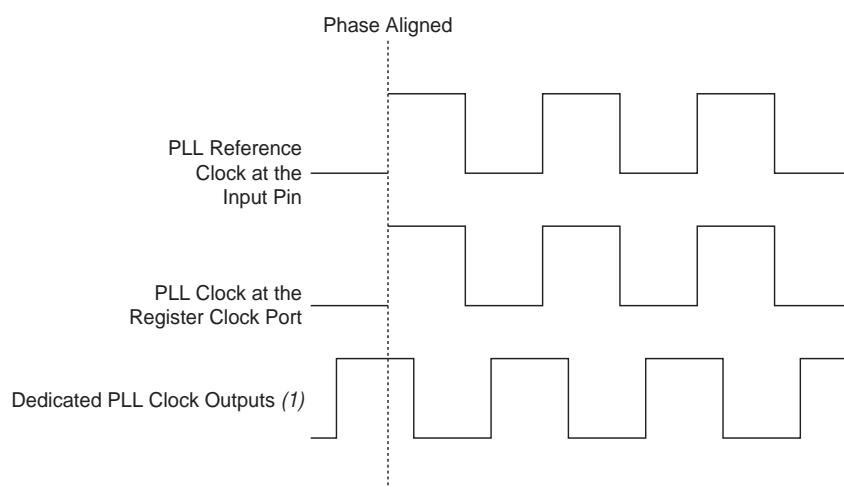 Phase Aligned
PLL Reference
Clock at the
Input Pin
PLL Clock at the
Register Clock Port
Dedicated PLL Clock Outputs (1)